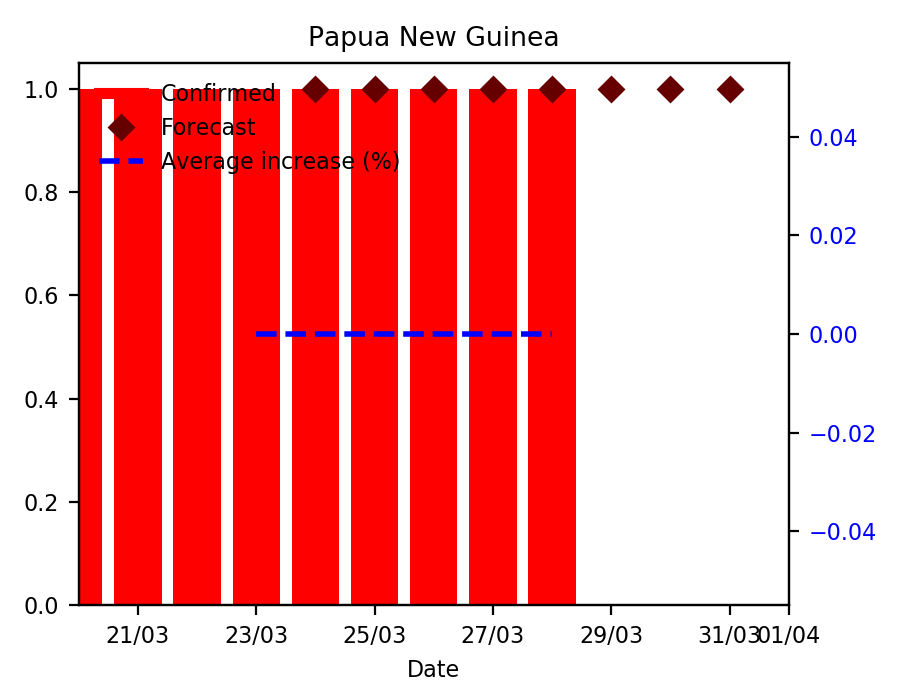 Papua New Guinea
1.0
0.8
0.6
0.4
0.2
0.0
Confirmed
Forecast
Average increase (%)
0.04
0.02
0.00
−0.02
−0.04
21/03 23/03 25/03 27/03 29/03 31/03 01/04
Date